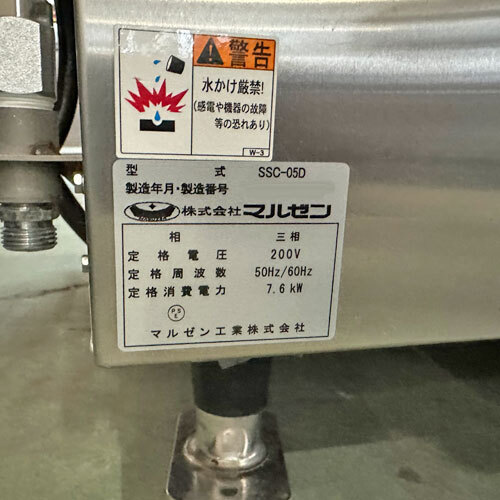 警告
水かけ厳禁!
(感電や機器の故障
等の恐れあり)
W-3
型 式 SSC-05D
製造年月・製造番号
株式会社マルゼン
相 三相
定格電圧 200V
定格周波数 50Hz/60Hz
定格消費電力 7.6kW
PS
E
マルゼン工業株式会社